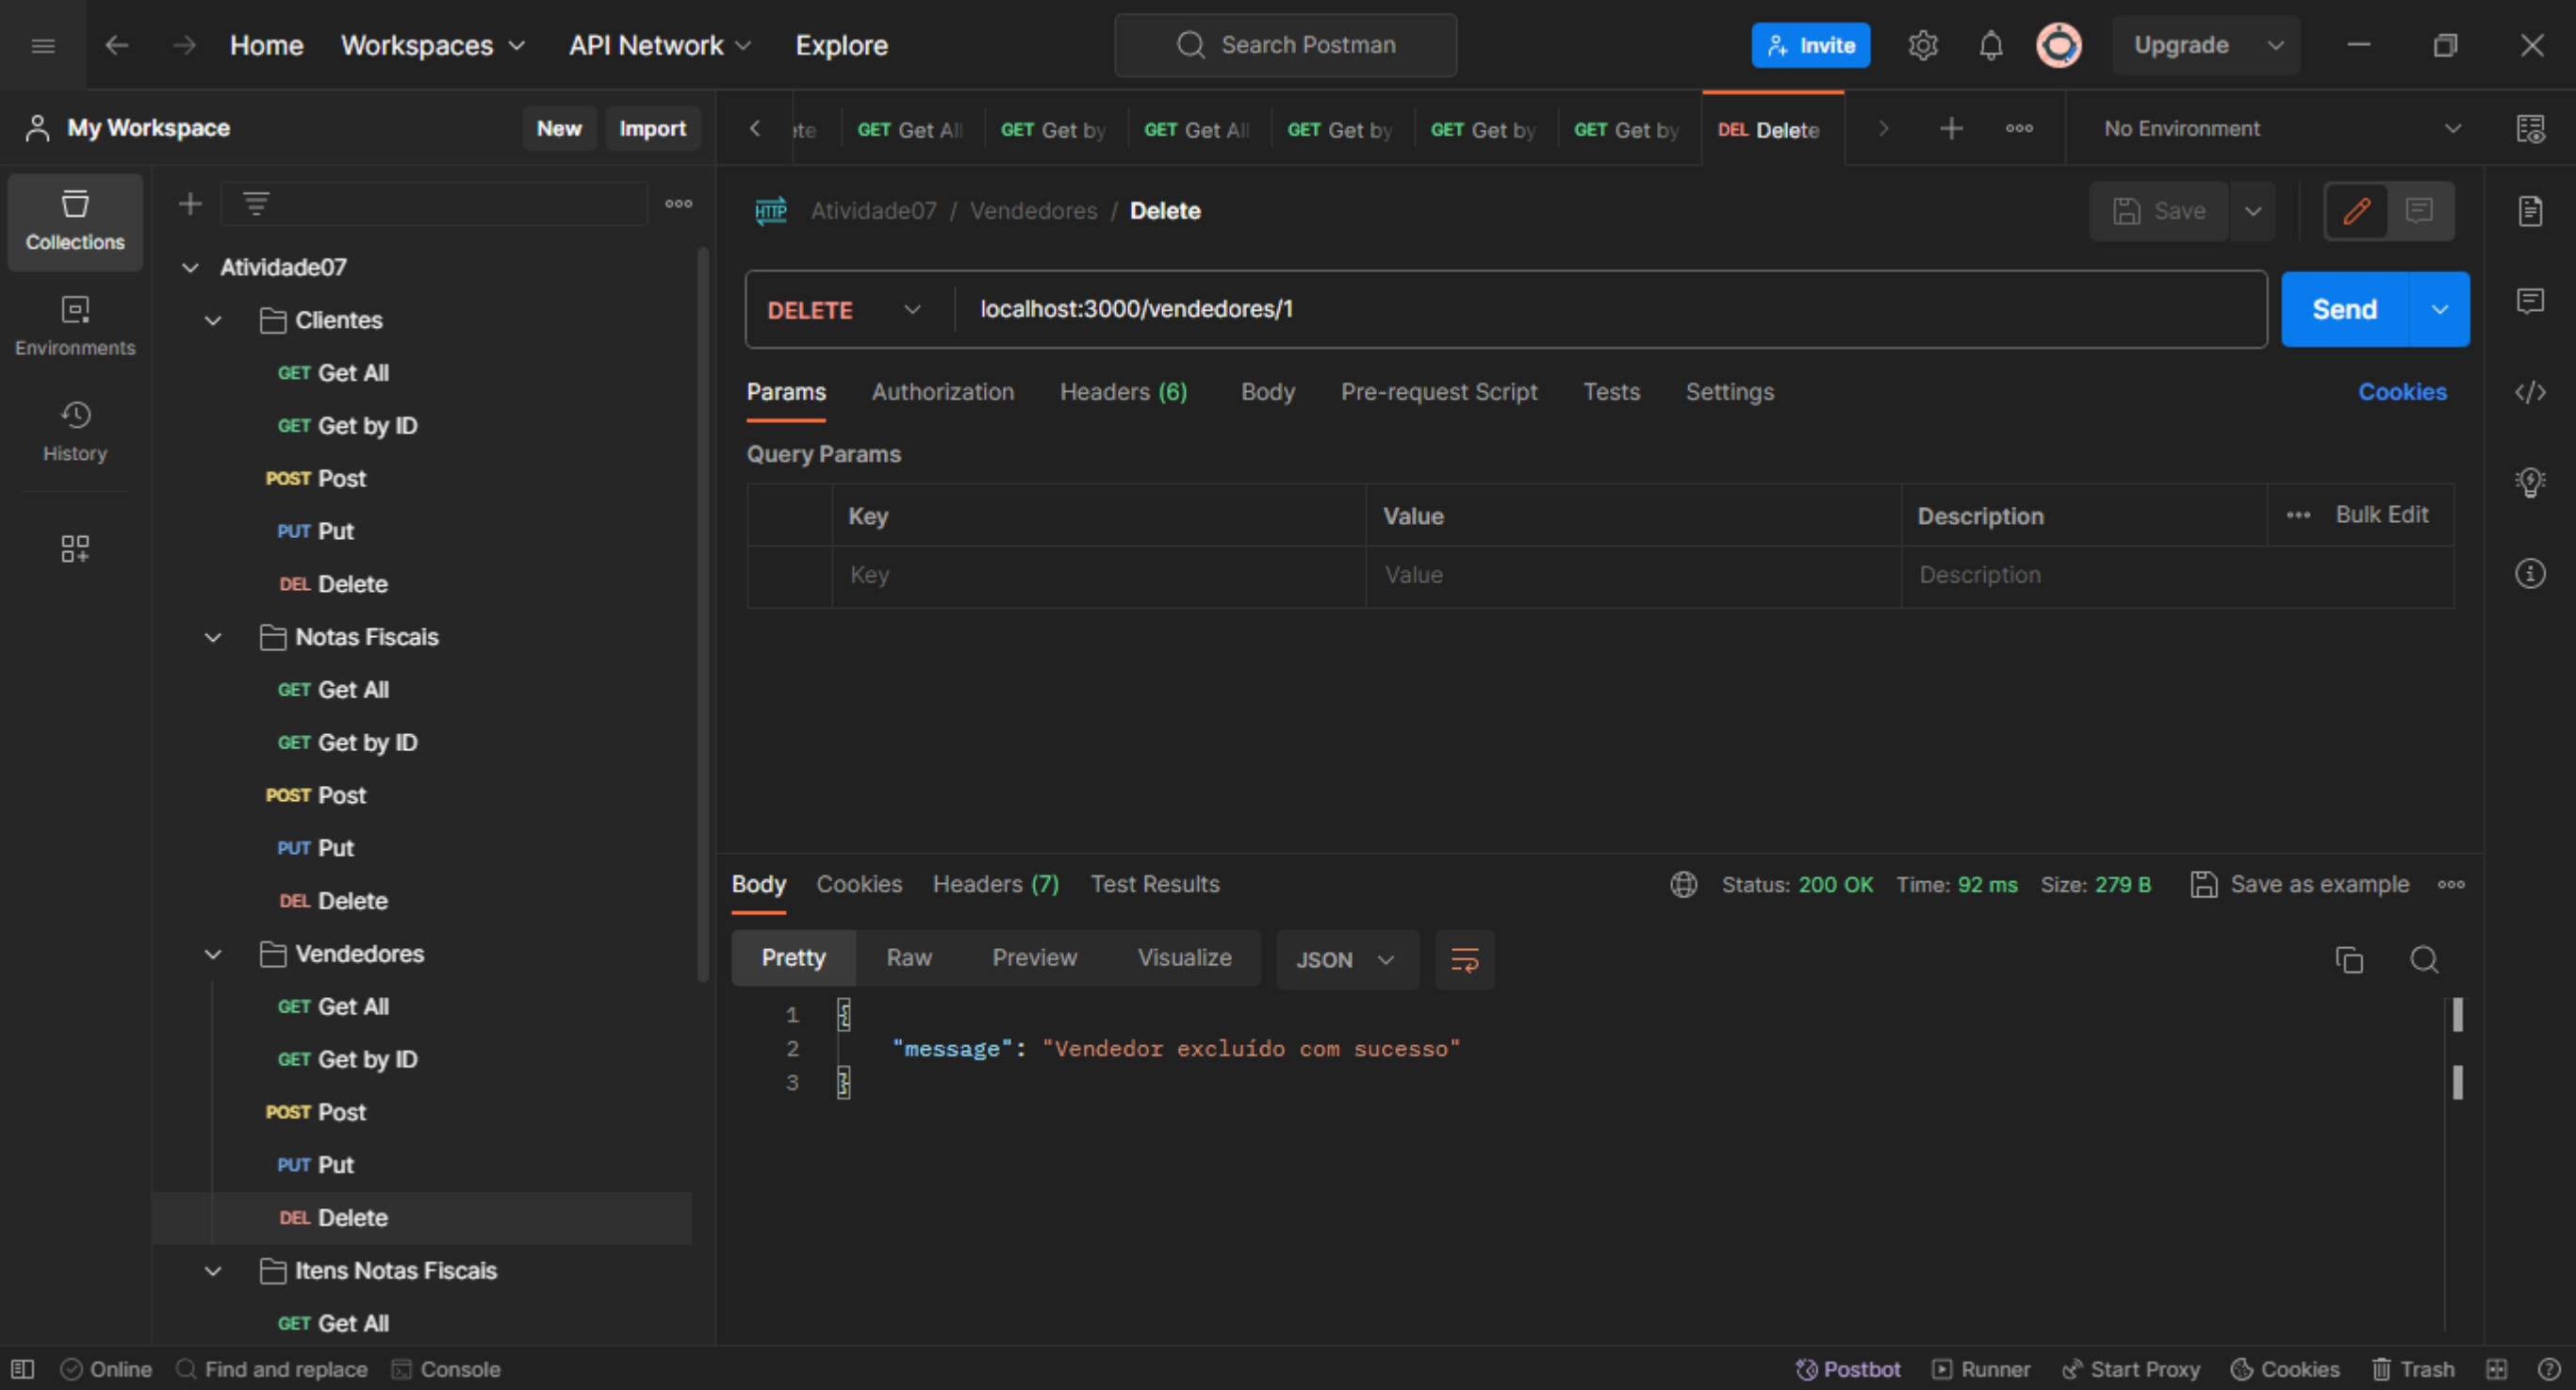 Home Workspaces API Network Explore Search Postman Invite Upgrade
My Workspace New Import
GET Get All GET Get by GET Get All GET Get by GET Get by GET Get by DEL Delete No Environment
Collections
Environments
History
Atividade07
Clientes
GET Get All
GET Get by ID
POST Post
PUT Put
DEL Delete
Notas Fiscais
GET Get All
GET Get by ID
POST Post
PUT Put
DEL Delete
Vendedores
GET Get All
GET Get by ID
POST Post
PUT Put
DEL Delete
Itens Notas Fiscais
GET Get All
HTTP Atividade07 / Vendedores / Delete Save
DELETE localhost:3000/vendedores/1 Send
Params Authorization Headers (6) Body Pre-request Script Tests Settings Cookies
Query Params
Key Value Description Bulk Edit
Key Value Description
Body Cookies Headers (7) Test Results Status: 200 OK Time: 92 ms Size: 279 B Save as example
Pretty Raw Preview Visualize JSON
1 {
2 "message": "Vendedor excluído com sucesso"
3 }
Online Find and replace Console Postbot Runner Start Proxy Cookies Trash